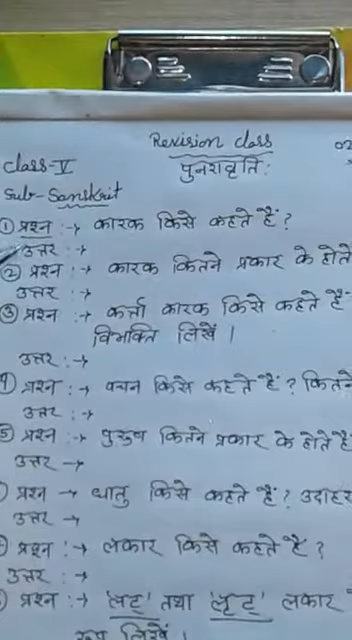 Revision class 02
Class-V पुनरावृति:
Sub-Sanskrit
① प्रश्न :→ कारक किसे कहते हैं?
उत्तर :→
② प्रश्न :→ कारक कितने प्रकार के होते
उत्तर :→
③ प्रश्न :→ कर्त्ता कारक किसे कहते हैं
विभक्ति लिखें ।
उत्तर :→
प्रश्न :→ वचन किसे कहते हैं? कितने
उत्तर :→
⑤ प्रश्न :→ पुरुष कितने प्रकार के होते हैं
उत्तर →
प्रश्न → धातु किसे कहते हैं? उदाहर
उत्तर →
प्रश्न :→ लकार किसे कहते हैं?
उत्तर :→
प्रश्न :→ 'लट्' तथा 'लृट्' लकार
रूप लिखें ।